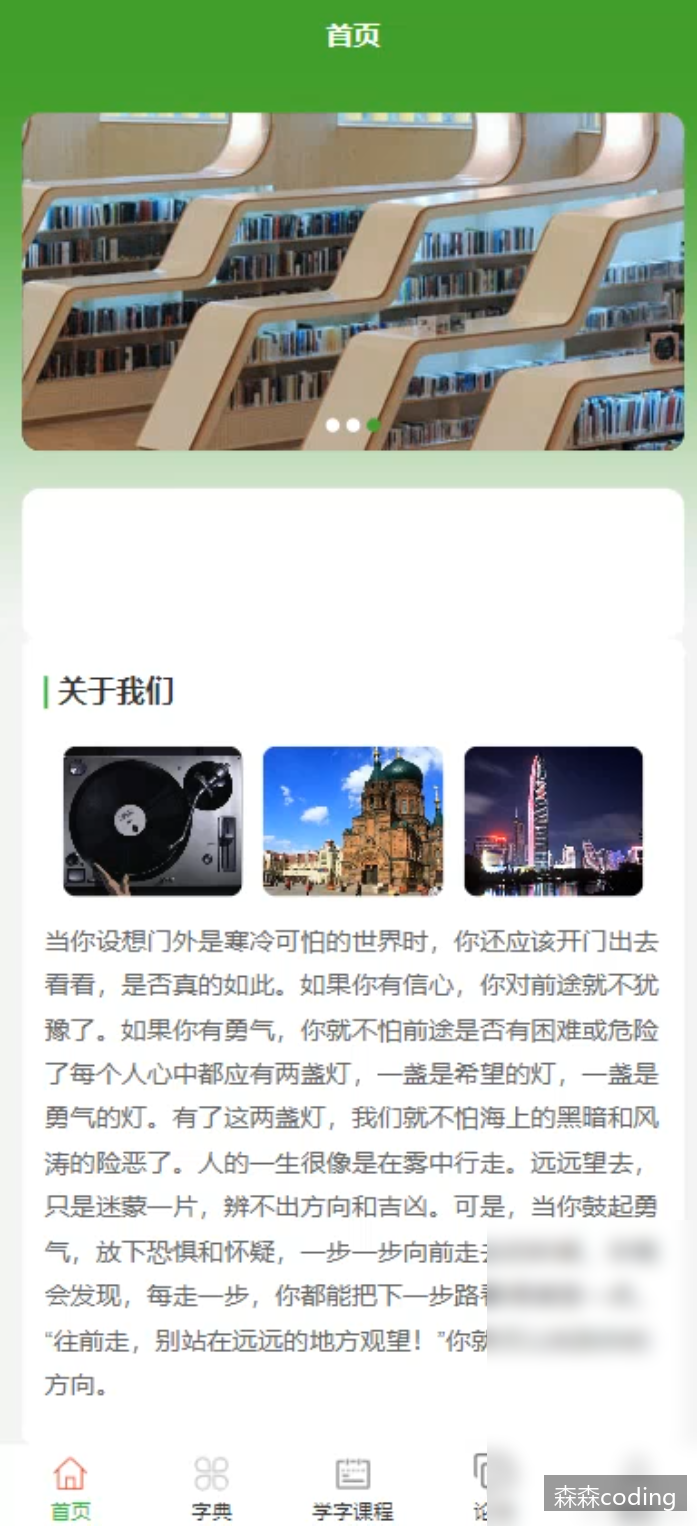 首页
关于我们
当你设想门外是寒冷可怕的世界时，你还应该开门出去
看看，是否真的如此。如果你有信心，你对前途就不犹
豫了。如果你有勇气，你就不怕前途是否有困难或危险
了每个人心中都应有两盏灯，一盏是希望的灯，一盏是
勇气的灯。有了这两盏灯，我们就不怕海上的黑暗和风
涛的险恶了。人的一生很像是在雾中行走。远远望去，
只是迷蒙一片，辨不出方向和吉凶。可是，当你鼓起勇
气，放下恐惧和怀疑，一步一步向前走
会发现，每走一步，你都能把下一步路
“往前走，别站在远远的地方观望！”你就
方向。
首页
字典
学字课程
论
森森coding